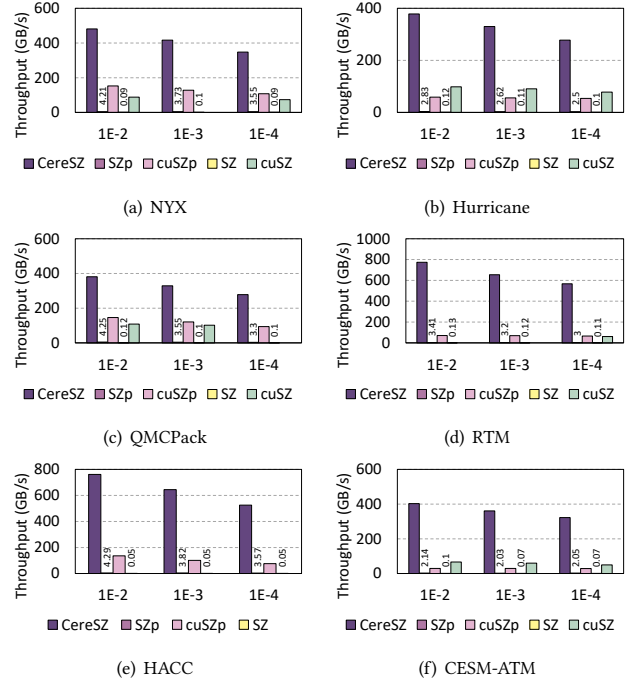 Throughput (GB/s)
600
400
200
0
4.21
0.09
3.73
0.1
3.55
0.09
1E-2 1E-3 1E-4
CereSZ SZp cuSZp SZ cuSZ
(a) NYX
Throughput (GB/s)
400
200
0
2.83
0.12
2.62
0.11
2.5
0.1
1E-2 1E-3 1E-4
CereSZ SZp cuSZp SZ cuSZ
(b) Hurricane
Throughput (GB/s)
600
400
200
0
4.25
0.12
3.55
0.1
3.3
0.1
1E-2 1E-3 1E-4
CereSZ SZp cuSZp SZ cuSZ
(c) QMCPack
Throughput (GB/s)
1000
800
600
400
200
0
3.41
0.13
3.2
0.12
3
0.11
1E-2 1E-3 1E-4
CereSZ SZp cuSZp SZ cuSZ
(d) RTM
Throughput (GB/s)
800
600
400
200
0
4.29
0.05
3.82
0.05
3.57
0.05
1E-2 1E-3 1E-4
CereSZ SZp cuSZp SZ
(e) HACC
Throughput (GB/s)
600
400
200
0
2.14
0.1
2.03
0.07
2.05
0.07
1E-2 1E-3 1E-4
CereSZ SZp cuSZp SZ cuSZ
(f) CESM-ATM